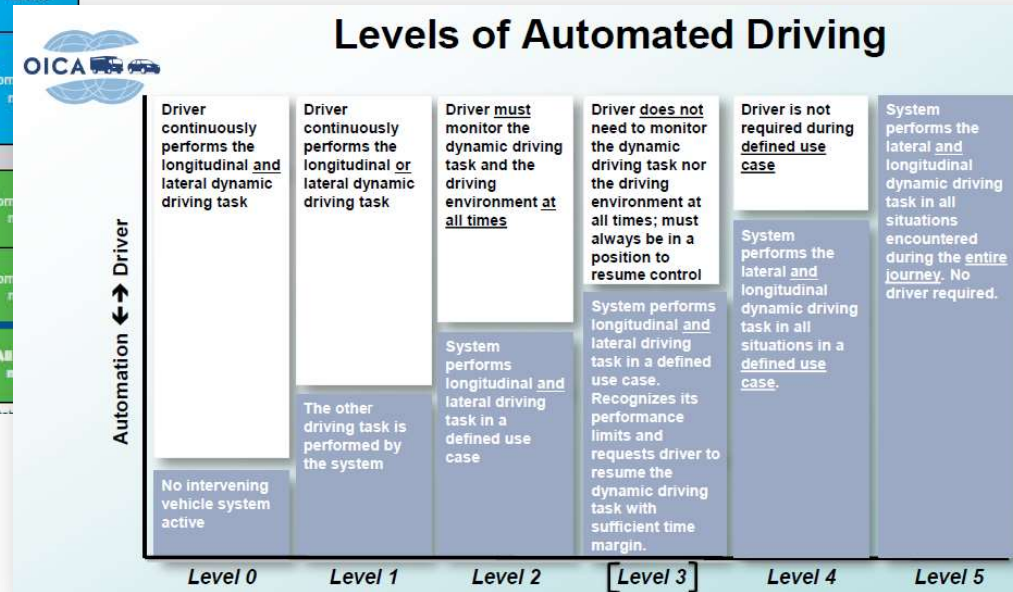 Levels of Automated Driving
OICA
Automation ←→ Driver
Driver
continuously
performs the
longitudinal and
lateral dynamic
driving task
No intervening
vehicle system
active
Level 0
Driver
continuously
performs the
longitudinal or
lateral dynamic
driving task
The other
driving task is
performed by
the system
Level 1
Driver must
monitor the
dynamic driving
task and the
driving
environment at
all times
System
performs
longitudinal and
lateral driving
task in a
defined use
case
Level 2
Driver does not
need to monitor
the dynamic
driving task nor
the driving
environment at
all times; must
always be in a
position to
resume control
System performs
longitudinal and
lateral driving
task in a defined
use case.
Recognizes its
performance
limits and
requests driver to
resume the
dynamic driving
task with
sufficient time
margin.
[Level 3]
Driver is not
required during
defined use
case
System
performs the
lateral and
longitudinal
dynamic driving
task in all
situations in a
defined use
case.
Level 4
System
performs the
lateral and
longitudinal
dynamic driving
task in all
situations
encountered
during the entire
journey. No
driver required.
Level 5